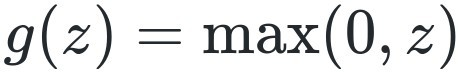 g(z) = max(0, z)